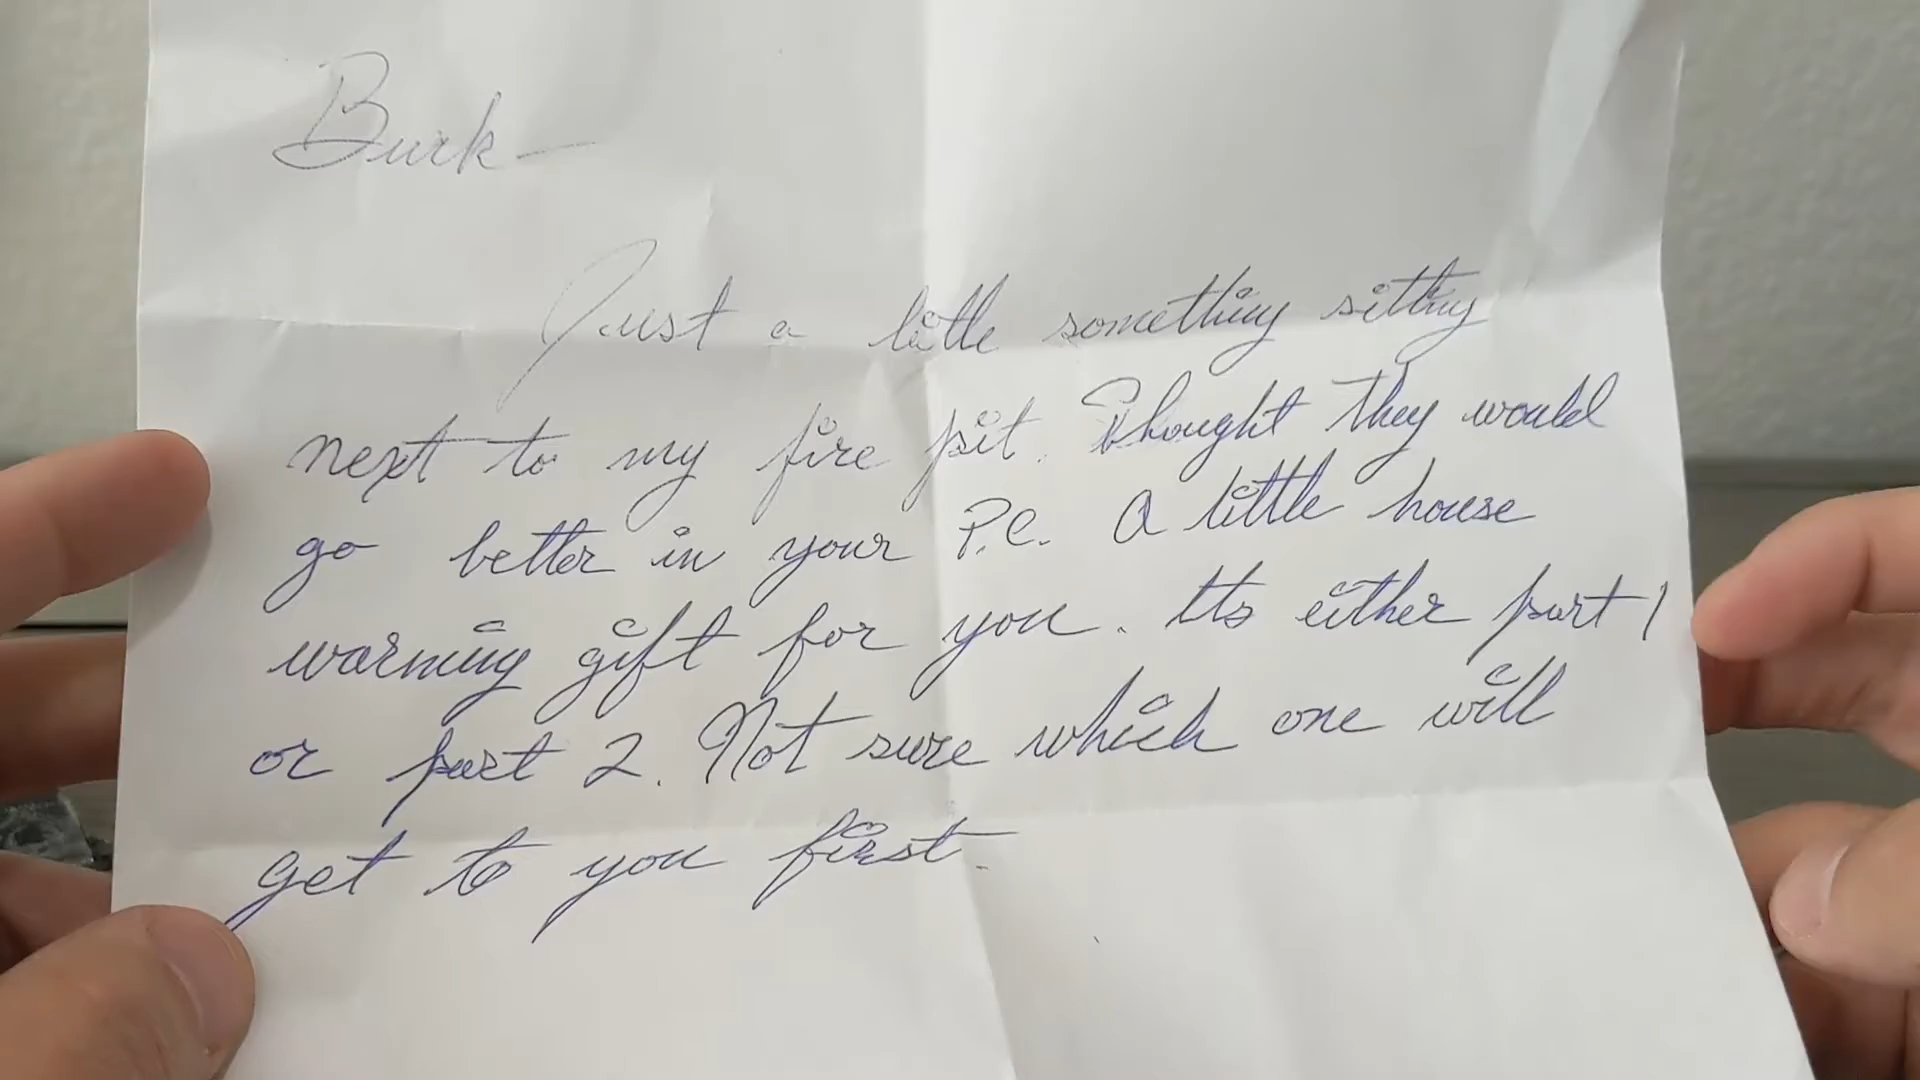 Burk—
Just a little something sitting
next to my fire pit. Thought they would
go better in your P.C. A little house
warming gift for you. Its either part 1
or part 2. Not sure which one will
get to you first.